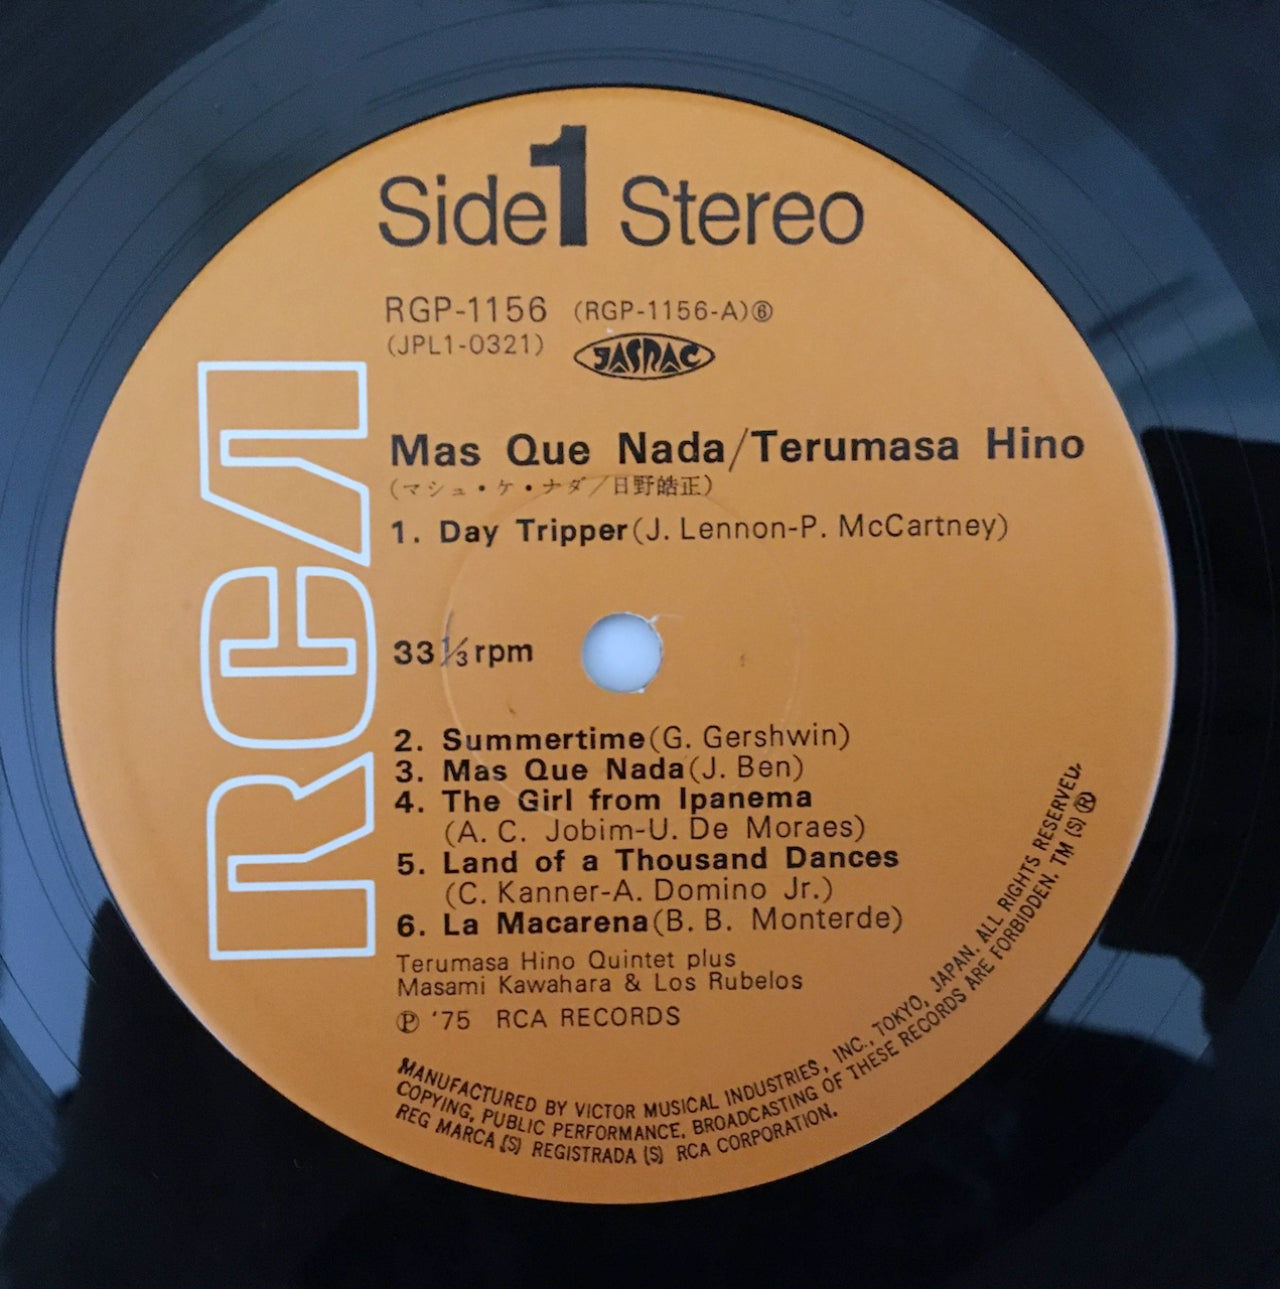 Side 1 Stereo
RGP-1156 (RGP-1156-A)⑥
(JPL1-0321) JASRAC
RCA
Mas Que Nada/Terumasa Hino
(マシュ・ケ・ナダ/日野皓正)
1. Day Tripper(J. Lennon-P. McCartney)
33 1/3 rpm
2. Summertime(G. Gershwin)
3. Mas Que Nada(J. Ben)
4. The Girl from Ipanema
(A. C. Jobim-U. De Moraes)
5. Land of a Thousand Dances
(C. Kanner-A. Domino Jr.)
6. La Macarena(B. B. Monterde)
Terumasa Hino Quintet plus
Masami Kawahara & Los Rubelos
℗ '75 RCA RECORDS
MANUFACTURED BY VICTOR MUSICAL INDUSTRIES, INC., TOKYO, JAPAN. ALL RIGHTS RESERVED.
COPYING, PUBLIC PERFORMANCE, BROADCASTING OF THESE RECORDS ARE FORBIDDEN. TM (S) ®
REG MARCA (S) REGISTRADA (S) RCA CORPORATION.